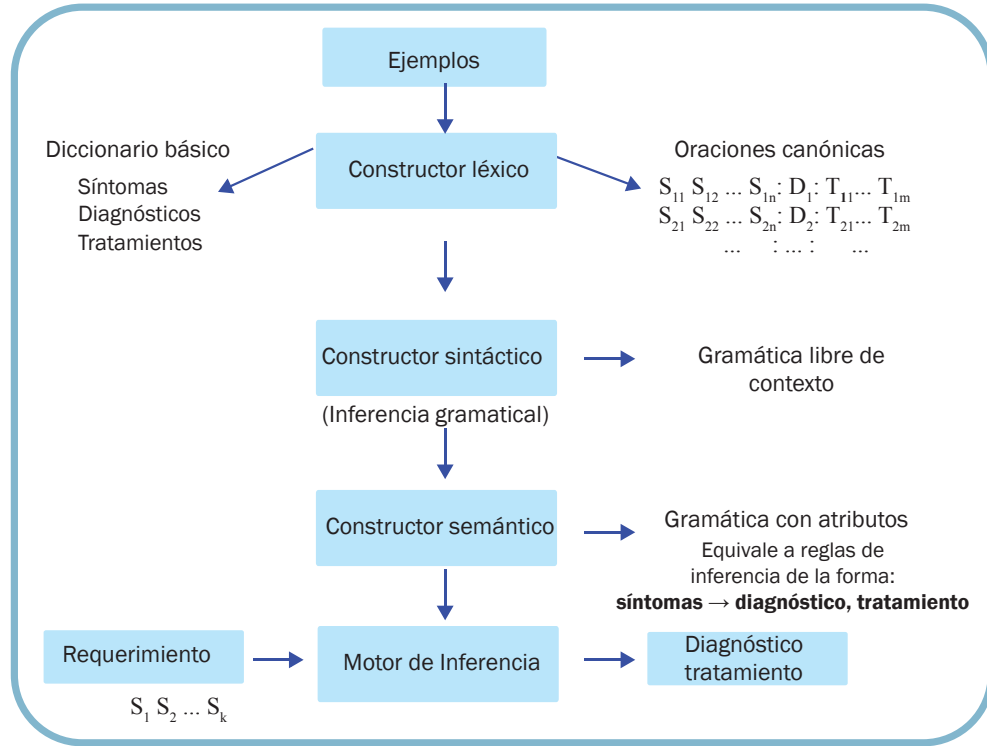 Ejemplos
Diccionario básico
Síntomas
Diagnósticos
Tratamientos
Constructor léxico
Oraciones canónicas
S11 S12 ... S1n: D1: T11... T1m
S21 S22 ... S2n: D2: T21... T2m
... : ... : ...
Constructor sintáctico
(Inferencia gramatical)
Gramática libre de
contexto
Constructor semántico
Gramática con atributos
Equivale a reglas de
inferencia de la forma:
síntomas → diagnóstico, tratamiento
Requerimiento
S1 S2 ... Sk
Motor de Inferencia
Diagnóstico
tratamiento